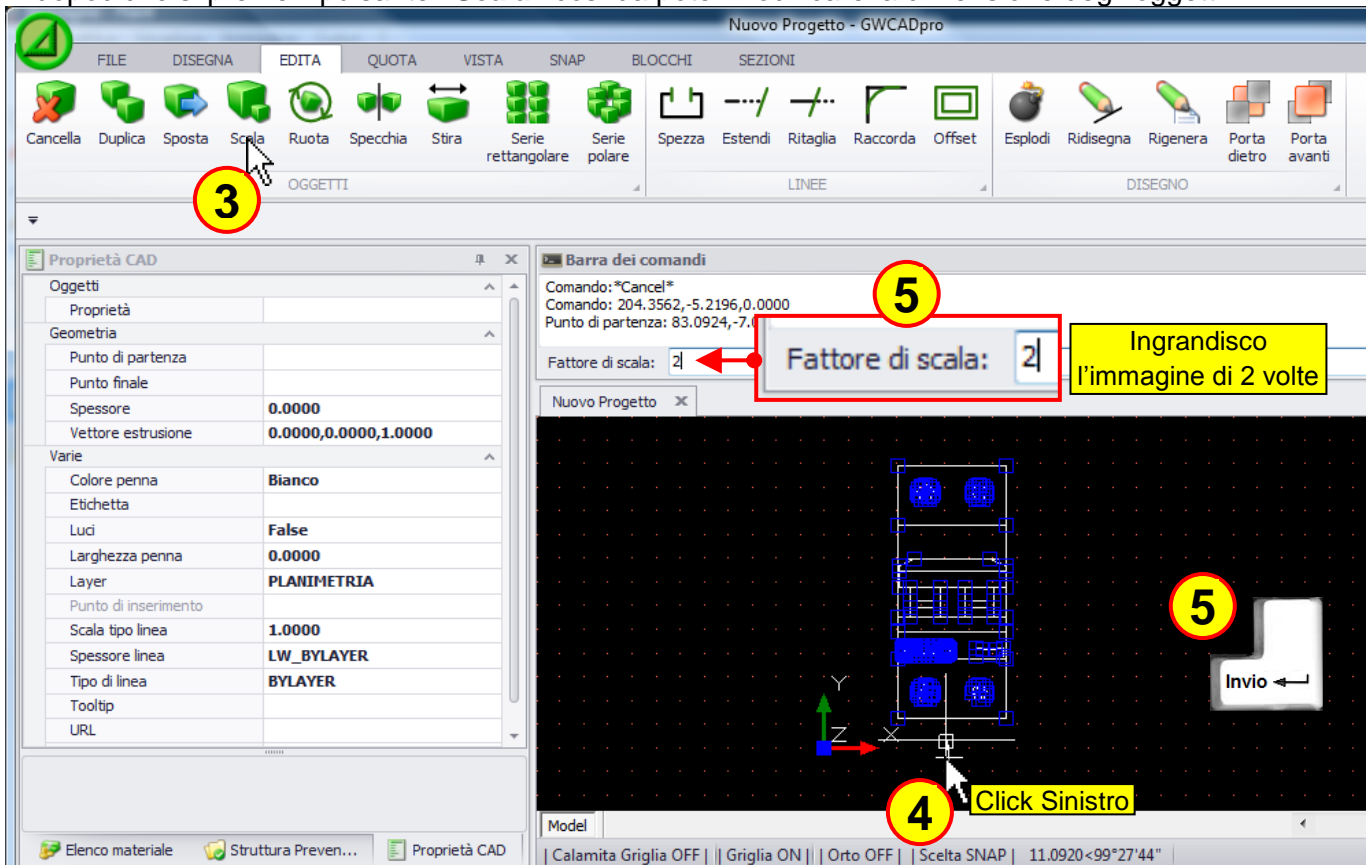 Nuovo Progetto - GWCADpro
FILE DISEGNA EDITA QUOTA VISTA SNAP BLOCCHI SEZIONI
Cancella Duplica Sposta Scala Ruota Specchia Stira Serie rettangolare Serie polare Spezza Estendi Ritaglia Raccorda Offset Esplodi Ridisegna Rigenera Porta dietro Porta avanti
3
OGGETTI LINEE DISEGNO
Proprietà CAD
Oggetti
Proprietà
Geometria
Punto di partenza
Punto finale
Spessore 0.0000
Vettore estrusione 0.0000,0.0000,1.0000
Varie
Colore penna Bianco
Etichetta
Luci False
Larghezza penna 0.0000
Layer PLANIMETRIA
Punto di inserimento
Scala tipo linea 1.0000
Spessore linea LW_BYLAYER
Tipo di linea BYLAYER
Tooltip
URL
Elenco materiale Struttura Preven... Proprietà CAD
Barra dei comandi
Comando:*Cancel*
Comando: 204.3562,-5.2196,0.0000
Punto di partenza: 83.0924,-7.0
5
Fattore di scala: 2
Fattore di scala: 2
Ingrandisco
l'immagine di 2 volte
Nuovo Progetto
5
Invio
Y
Z X
4
Click Sinistro
Model
| Calamita Griglia OFF | | Griglia ON | | Orto OFF | | Scelta SNAP | 11.0920<99°27'44"